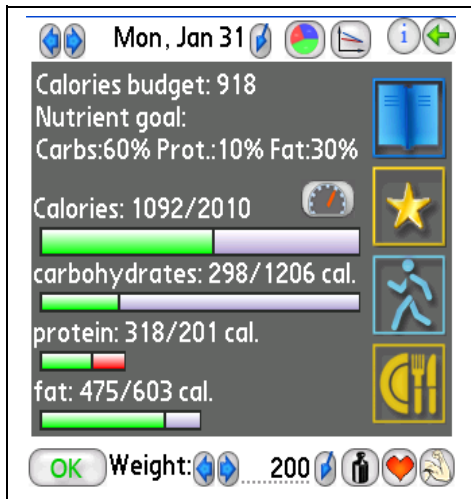 Mon, Jan 31
i
Calories budget: 918
Nutrient goal:
Carbs:60% Prot.:10% Fat:30%
Calories: 1092/2010
carbohydrates: 298/1206 cal.
protein: 318/201 cal.
fat: 475/603 cal.
OK Weight: 200